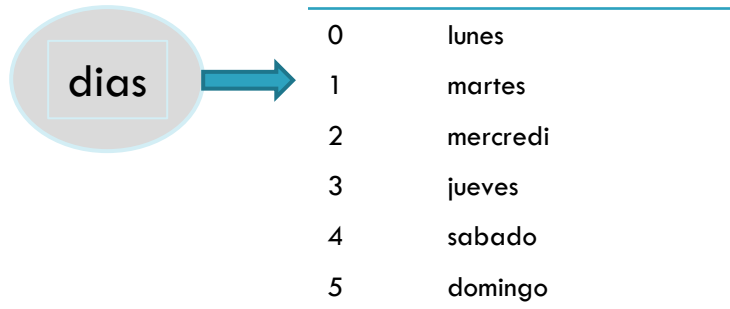 dias
0 lunes
1 martes
2 mercredi
3 jueves
4 sabado
5 domingo